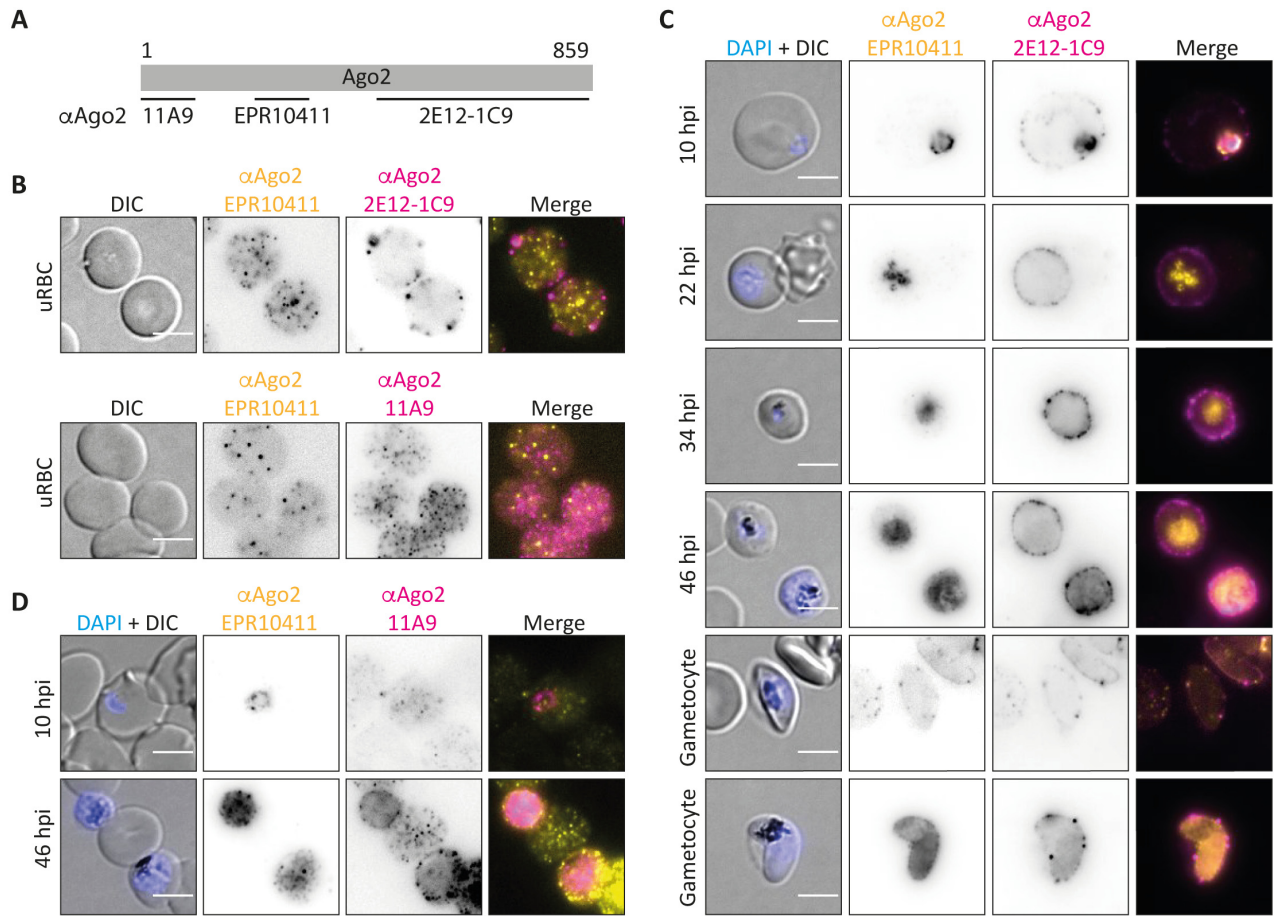 A
1 859
Ago2
αAgo2 11A9 EPR10411 2E12-1C9
B
αAgo2 αAgo2
DIC EPR10411 2E12-1C9 Merge
uRBC
αAgo2 αAgo2
DIC EPR10411 11A9 Merge
uRBC
D
αAgo2 αAgo2
DAPI + DIC EPR10411 11A9 Merge
10 hpi
46 hpi
C
αAgo2 αAgo2
DAPI + DIC EPR10411 2E12-1C9 Merge
10 hpi
22 hpi
34 hpi
46 hpi
Gametocyte
Gametocyte